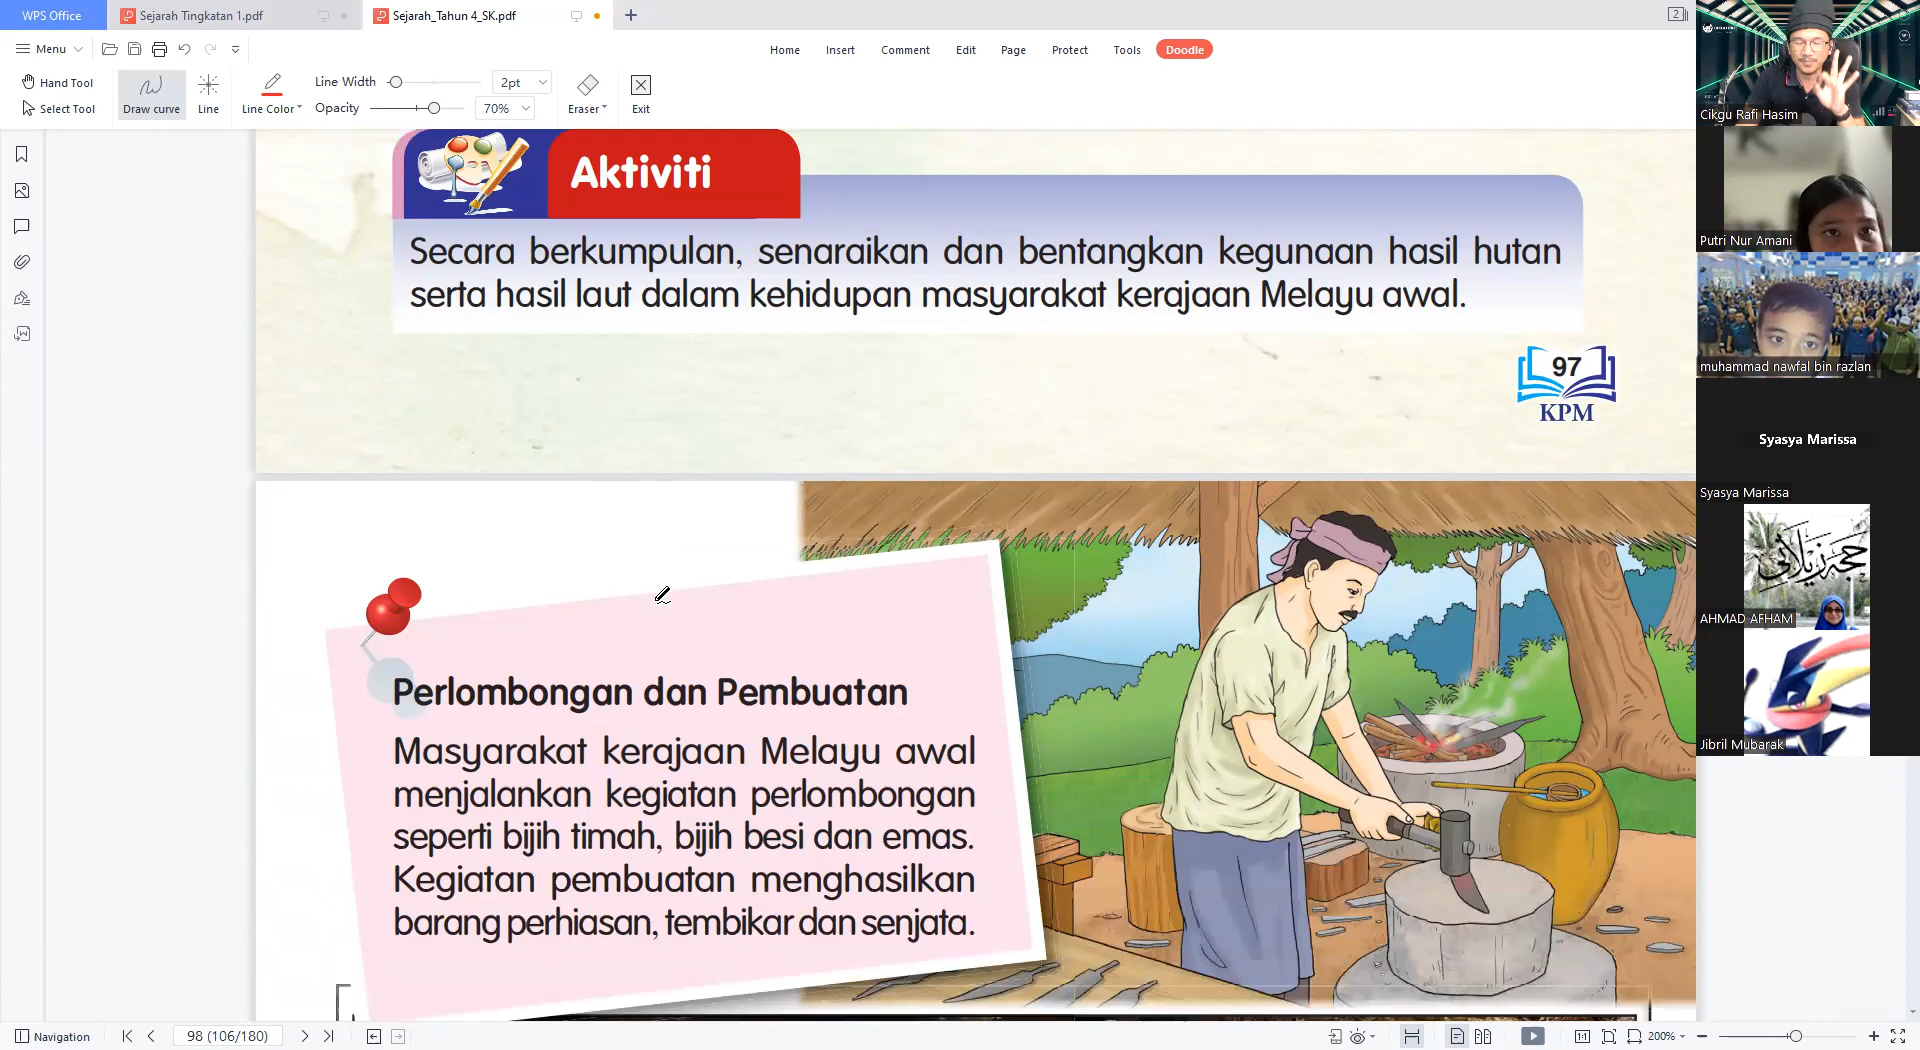 WPS Office
Sejarah Tingkatan 1.pdf
Sejarah_Tahun 4_SK.pdf
2
Menu
Home Insert Comment Edit Page Protect Tools Doodle
Hand Tool
Select Tool
Draw curve
Line
Line Color
Line Width 2pt
Opacity 70%
Eraser
Exit
Aktiviti
Secara berkumpulan, senaraikan dan bentangkan kegunaan hasil hutan
serta hasil laut dalam kehidupan masyarakat kerajaan Melayu awal.
97
KPM
Perlombongan dan Pembuatan
Masyarakat kerajaan Melayu awal
menjalankan kegiatan perlombongan
seperti bijih timah, bijih besi dan emas.
Kegiatan pembuatan menghasilkan
barang perhiasan, tembikar dan senjata.
Cikgu Rafi Hasim
Putri Nur Amani
muhammad nawfal bin razlan
Syasya Marissa
Syasya Marissa
AHMAD AFHAM
Jibril Mubarak
Navigation
98 (106/180)
1:1
200%